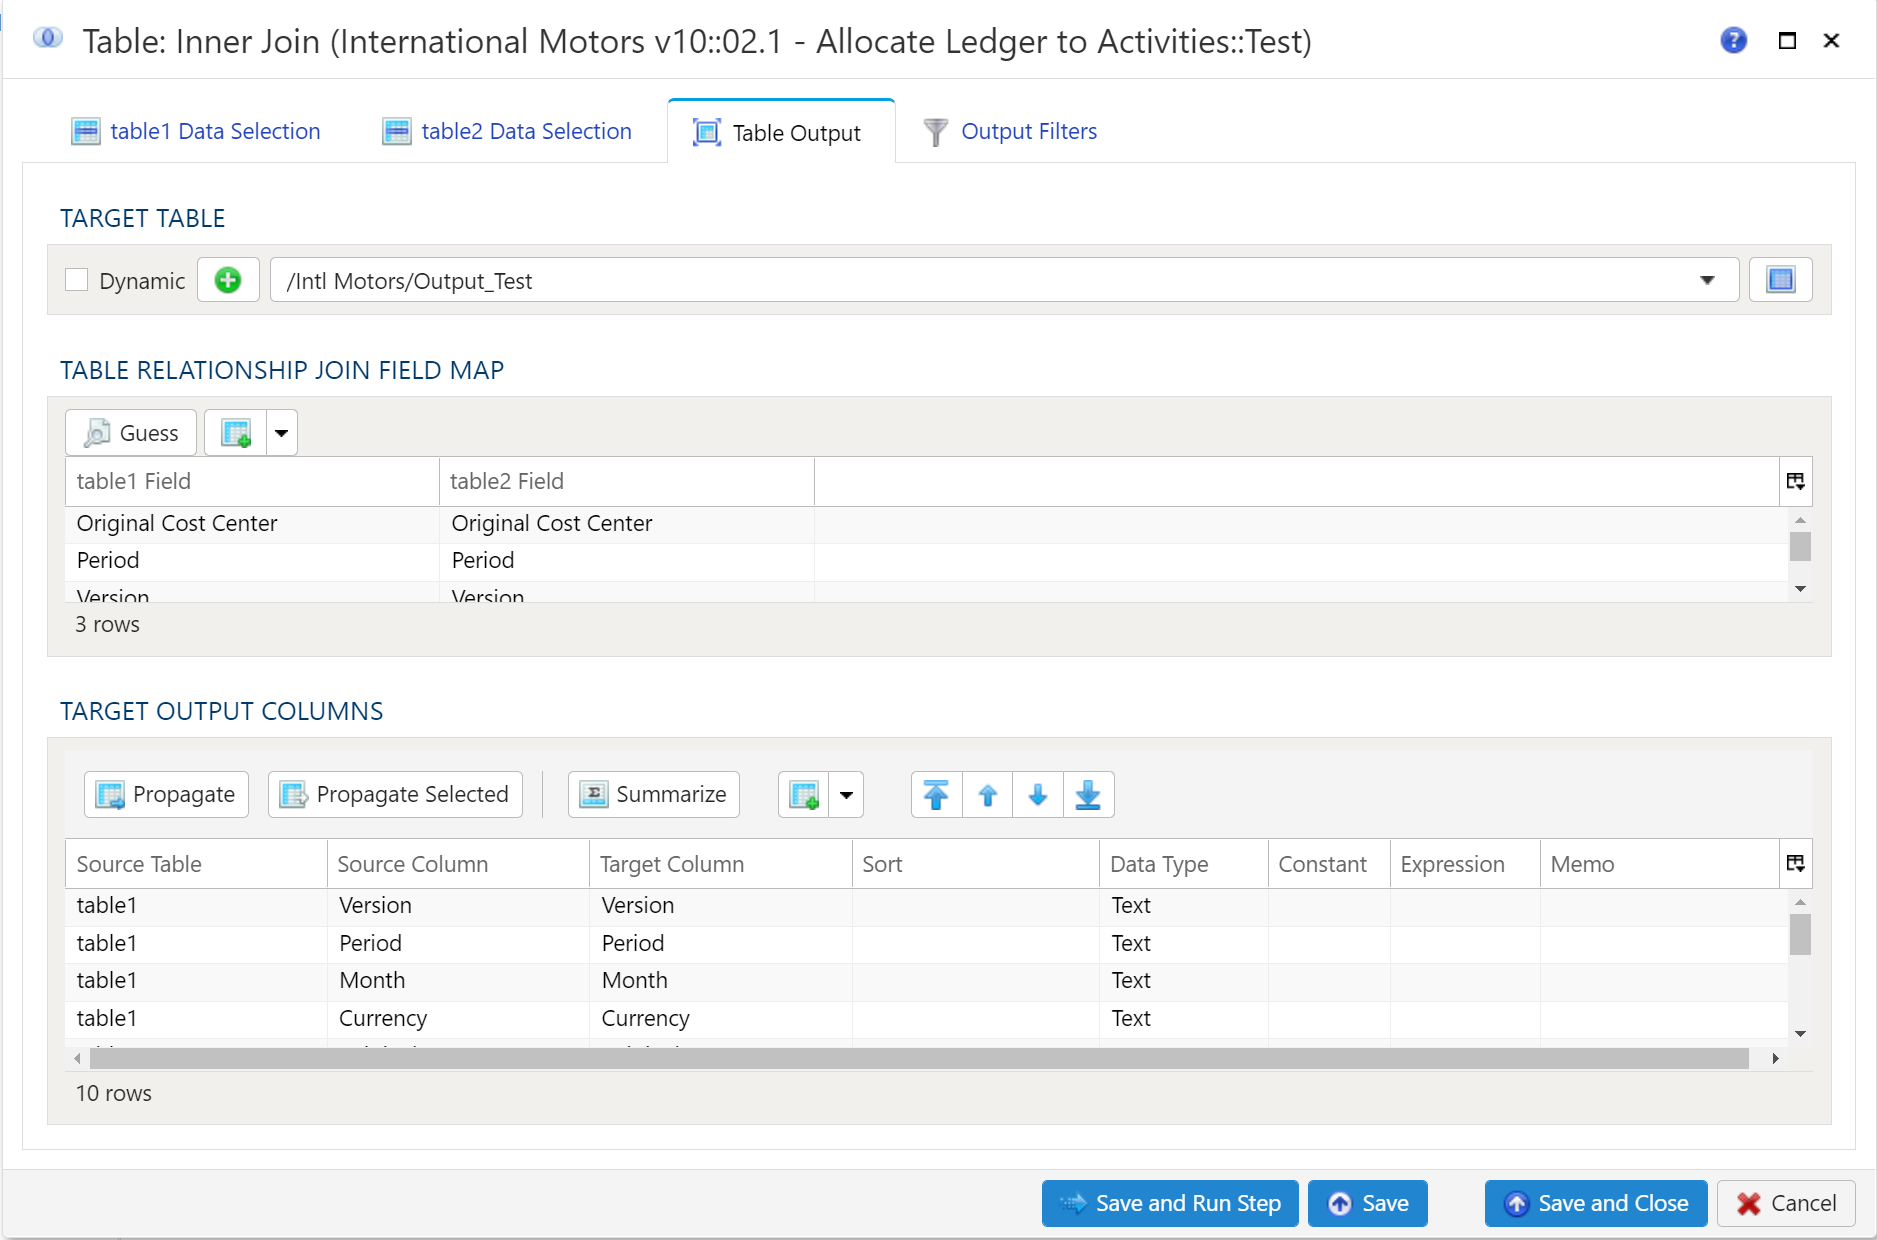 Table: Inner Join (International Motors v10::02.1 - Allocate Ledger to Activities::Test)
table1 Data Selection
table2 Data Selection
Table Output
Output Filters
TARGET TABLE
Dynamic
/Intl Motors/Output_Test
TABLE RELATIONSHIP JOIN FIELD MAP
Guess
table1 Field table2 Field
Original Cost Center Original Cost Center
Period Period
Version Version
3 rows
TARGET OUTPUT COLUMNS
Propagate
Propagate Selected
Summarize
Source Table Source Column Target Column Sort Data Type Constant Expression Memo
table1 Version Version Text
table1 Period Period Text
table1 Month Month Text
table1 Currency Currency Text
10 rows
Save and Run Step
Save
Save and Close
Cancel